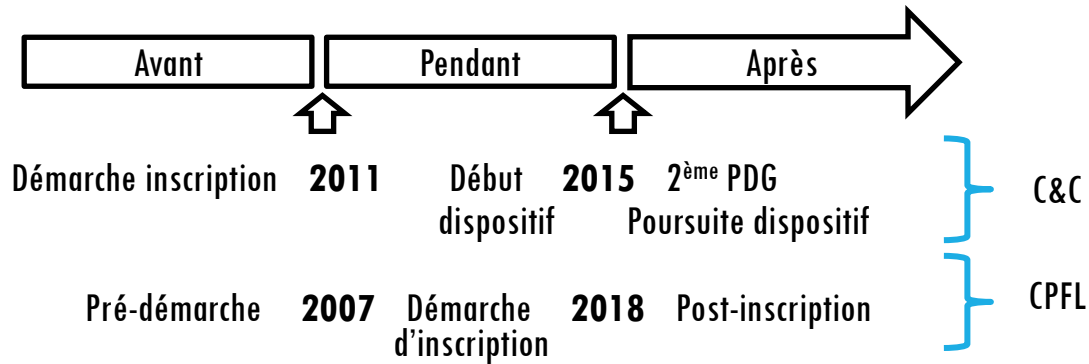 Avant Pendant Après
Démarche inscription 2011 Début 2015 2ème PDG
dispositif Poursuite dispositif
C&C
Pré-démarche 2007 Démarche 2018 Post-inscription
d'inscription
CPFL